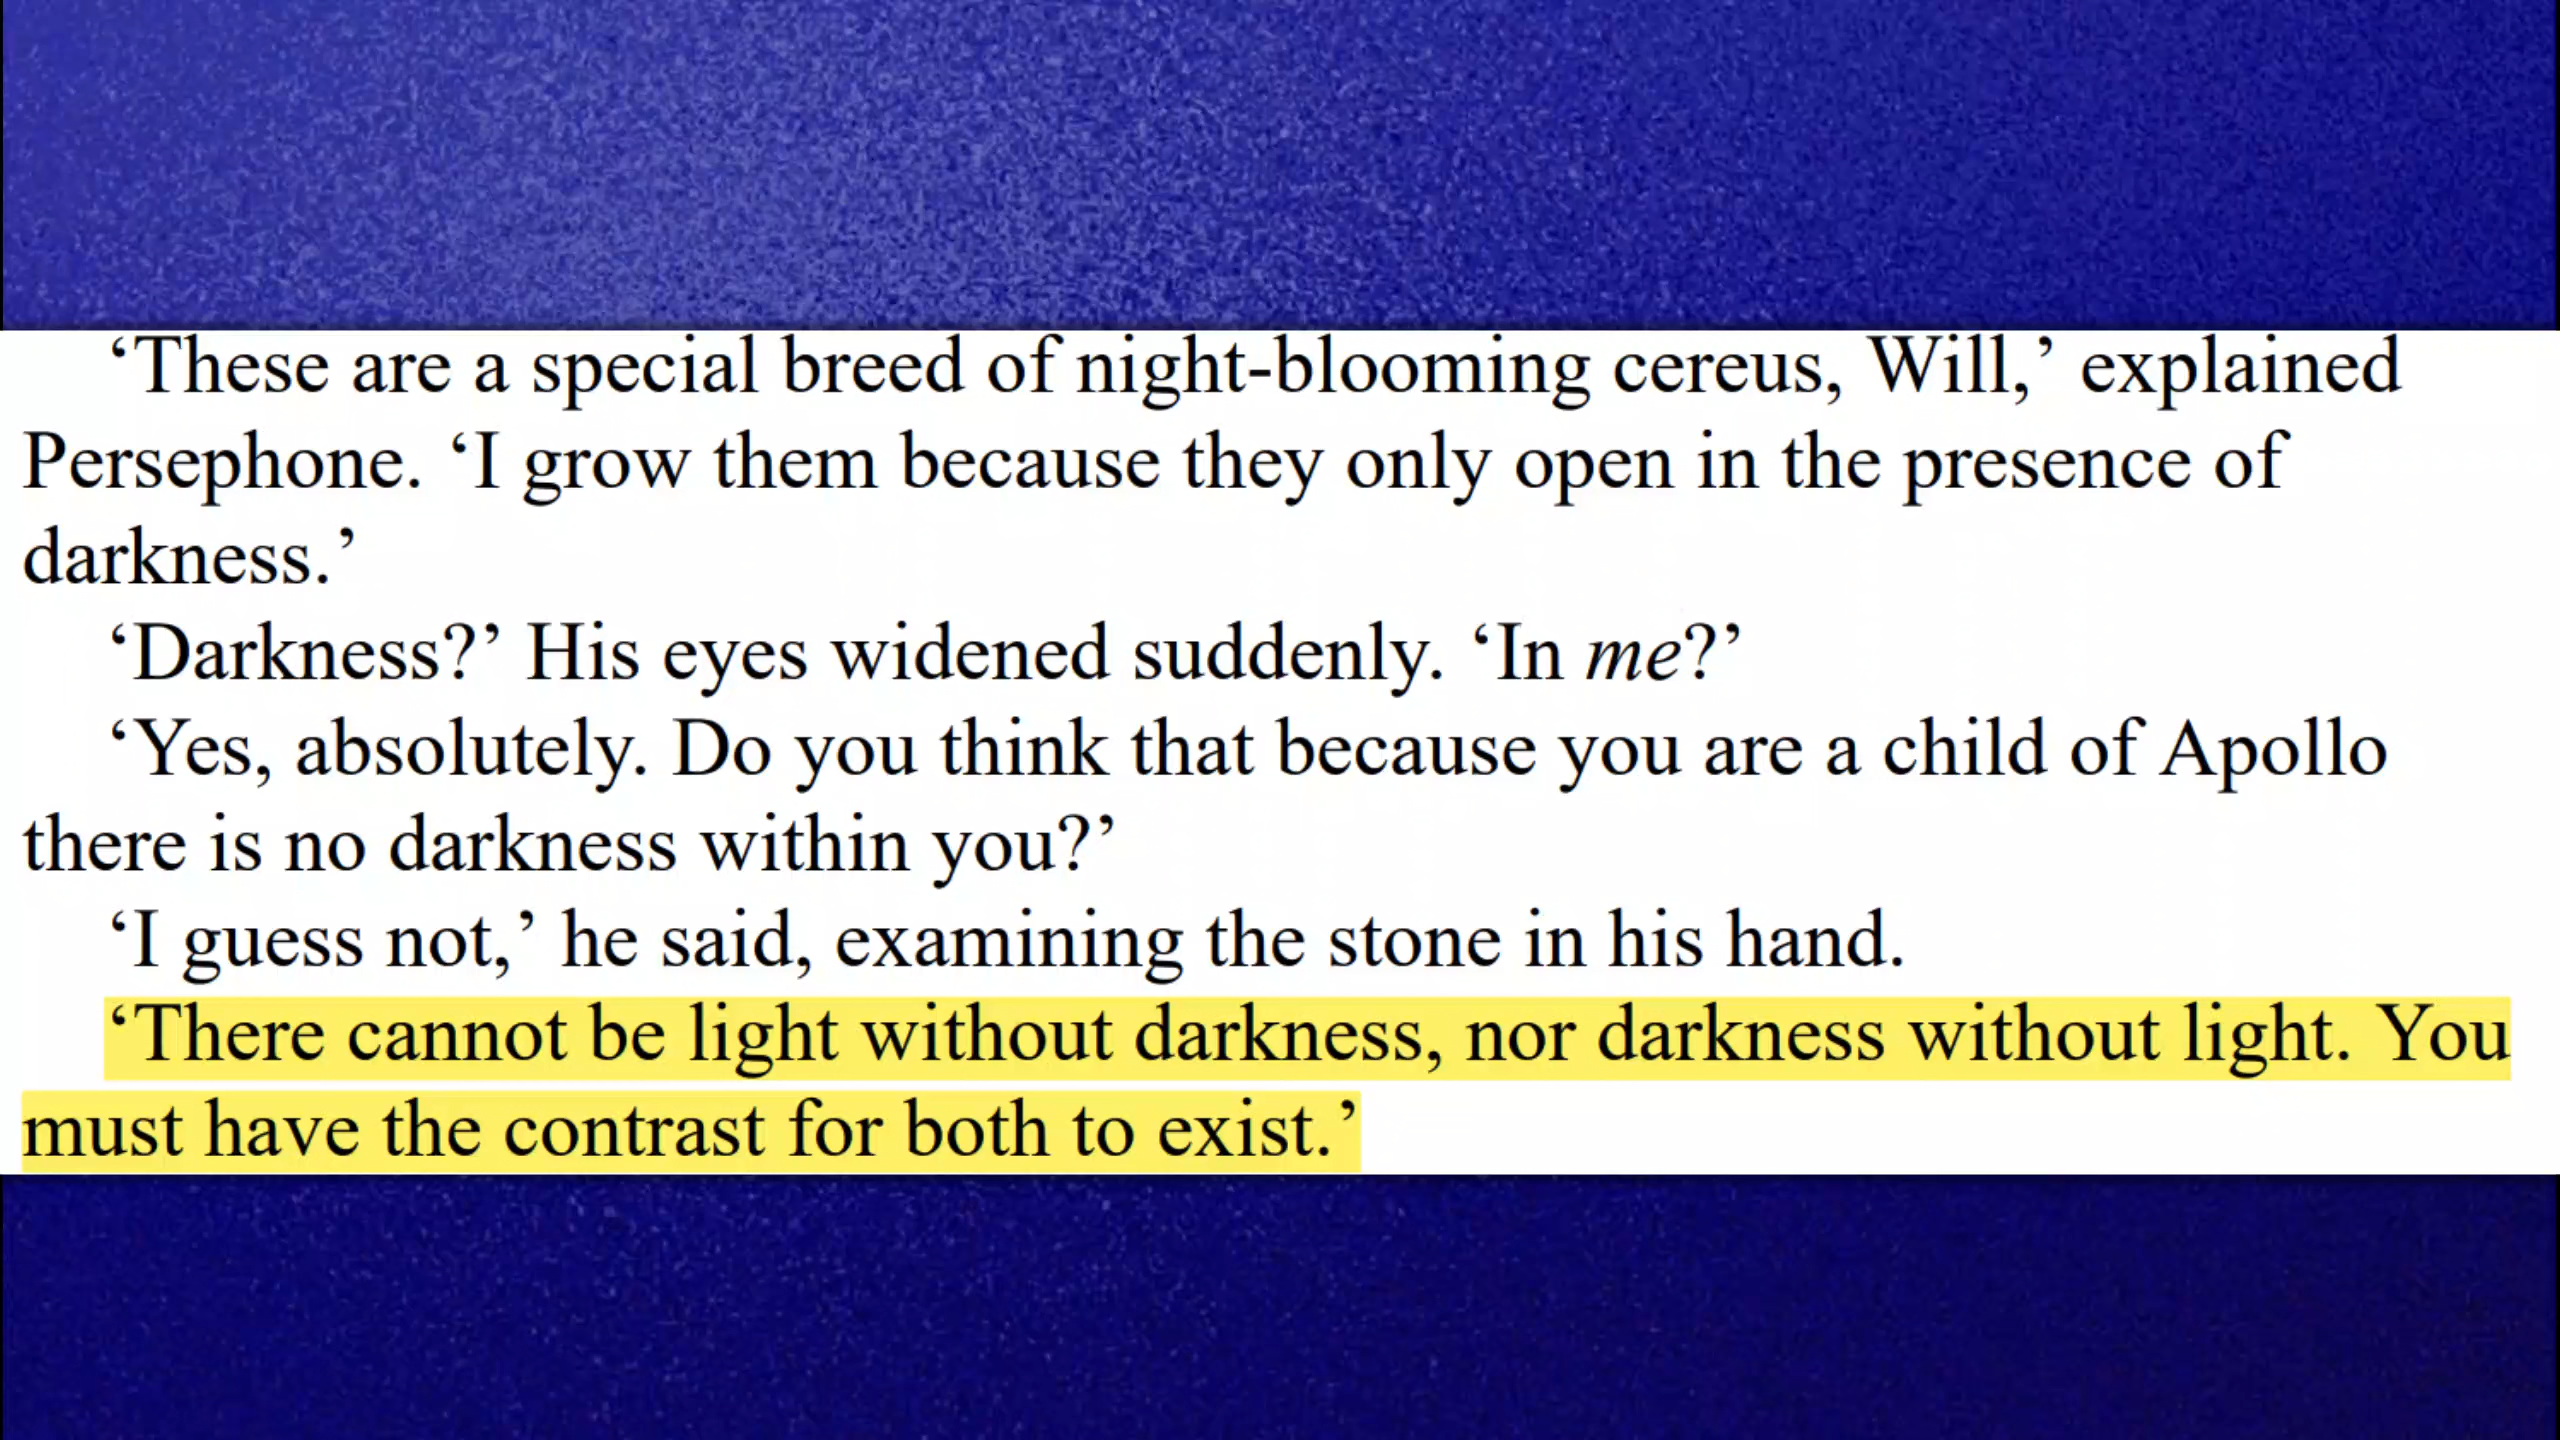 ‘These are a special breed of night-blooming cereus, Will,’ explained
Persephone. ‘I grow them because they only open in the presence of
darkness.’
‘Darkness?’ His eyes widened suddenly. ‘In me?’
‘Yes, absolutely. Do you think that because you are a child of Apollo
there is no darkness within you?’
‘I guess not,’ he said, examining the stone in his hand.
‘There cannot be light without darkness, nor darkness without light. You
must have the contrast for both to exist.’